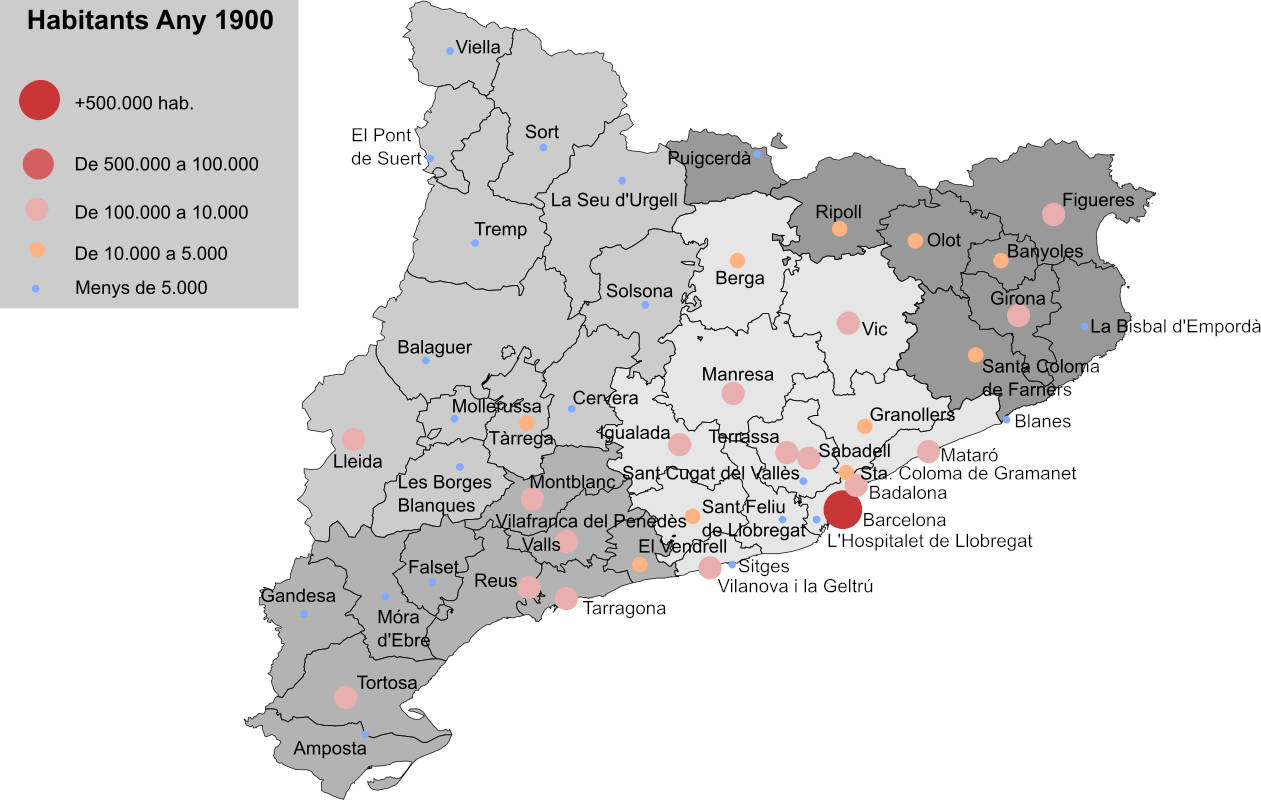 Habitants Any 1900
+500.000 hab.
De 500.000 a 100.000
De 100.000 a 10.000
De 10.000 a 5.000
Menys de 5.000
Viella
El Pont
de Suert
Sort
Puigcerdà
La Seu d'Urgell
Figueres
Ripoll
Tremp
Olot
Banyoles
Berga
Solsona
Girona
Vic
La Bisbal d'Empordà
Balaguer
Santa Coloma
de Farners
Manresa
Cervera
Mollerussa
Granollers
Blanes
Igualada
Terrassa
Tàrrega
Sabadell
Mataró
Lleida
Sant Cugat del Vallès
Sta. Coloma de Gramanet
Les Borges
Blanques
Montblanc
Badalona
Sant Feliu
de Llobregat
Vilafranca del Penedès
Barcelona
L'Hospitalet de Llobregat
Valls
El Vendrell
Falset
Sitges
Reus
Vilanova i la Geltrú
Gandesa
Tarragona
Móra
d'Ebre
Tortosa
Amposta